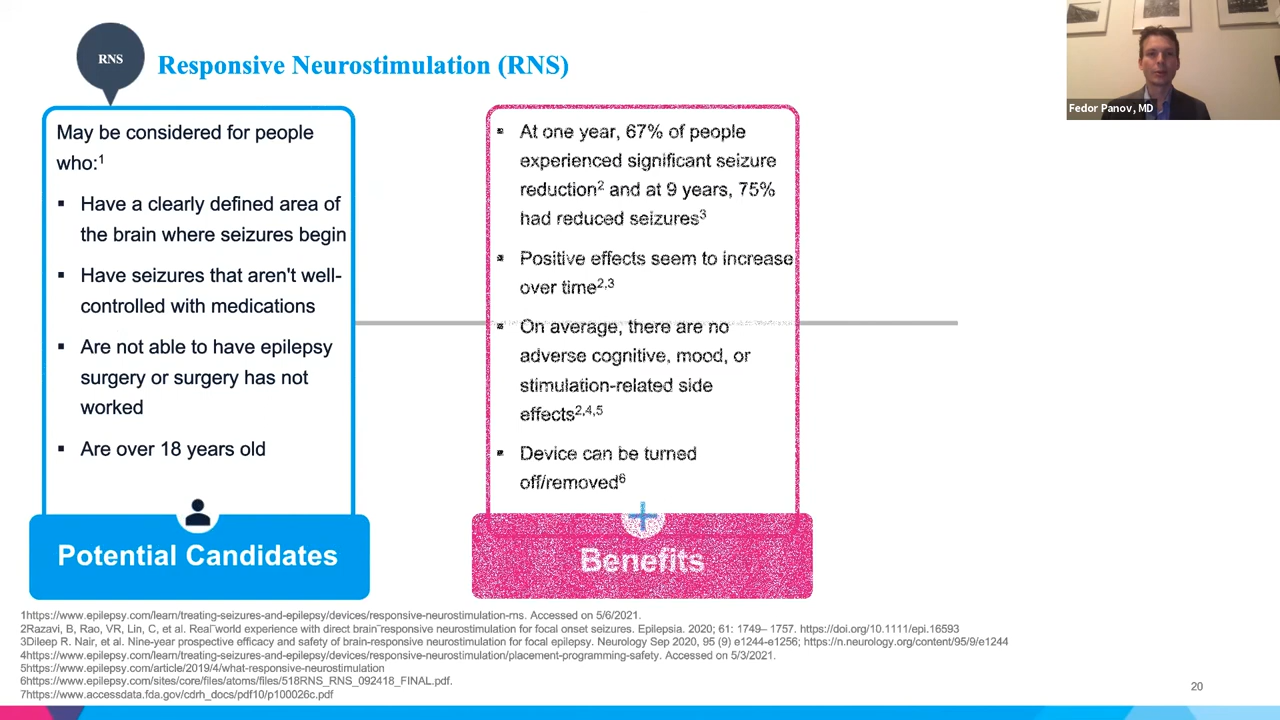 RNS
Responsive Neurostimulation (RNS)
Fedor Panov, MD
May be considered for people
who:1
▪ Have a clearly defined area of
the brain where seizures begin
▪ Have seizures that aren't well-
controlled with medications
▪ Are not able to have epilepsy
surgery or surgery has not
worked
▪ Are over 18 years old
Potential Candidates
▪ At one year, 67% of people
experienced significant seizure
reduction2 and at 9 years, 75%
had reduced seizures3
▪ Positive effects seem to increase
over time2,3
▪ On average, there are no
adverse cognitive, mood, or
stimulation-related side
effects2,4,5
▪ Device can be turned
off/removed6
Benefits
1https://www.epilepsy.com/learn/treating-seizures-and-epilepsy/devices/responsive-neurostimulation-rns. Accessed on 5/6/2021.
2Razavi, B, Rao, VR, Lin, C, et al. Real‐world experience with direct brain‐responsive neurostimulation for focal onset seizures. Epilepsia. 2020; 61: 1749– 1757. https://doi.org/10.1111/epi.16593
3Dileep R. Nair, et al. Nine-year prospective efficacy and safety of brain-responsive neurostimulation for focal epilepsy. Neurology Sep 2020, 95 (9) e1244-e1256; https://n.neurology.org/content/95/9/e1244
4https://www.epilepsy.com/learn/treating-seizures-and-epilepsy/devices/responsive-neurostimulation/placement-programming-safety. Accessed on 5/3/2021.
5https://www.epilepsy.com/article/2019/4/what-responsive-neurostimulation
6https://www.epilepsy.com/sites/core/files/atoms/files/518RNS_RNS_092418_FINAL.pdf.
7https://www.accessdata.fda.gov/cdrh_docs/pdf10/p100026c.pdf
20